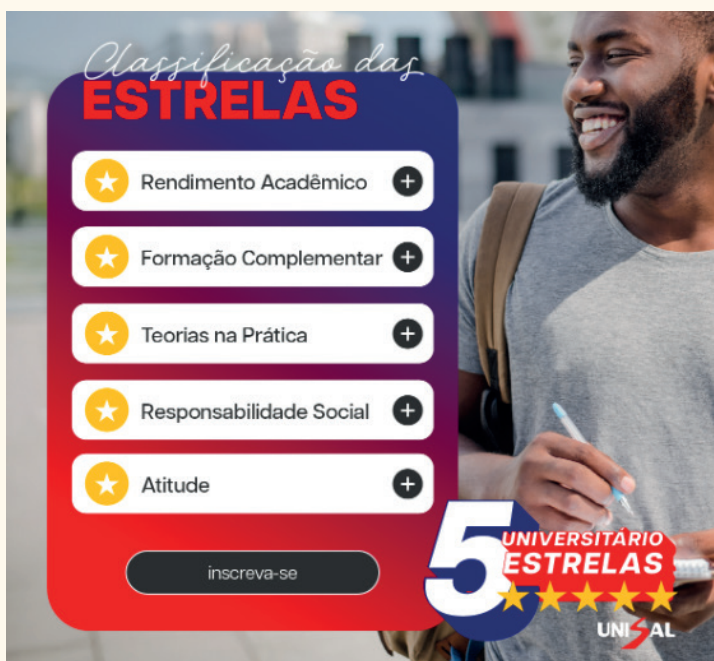 Classificação das
ESTRELAS
Rendimento Acadêmico
Formação Complementar
Teorias na Prática
Responsabilidade Social
Atitude
inscreva-se
5
UNIVERSITÁRIO
ESTRELAS
UNISAL